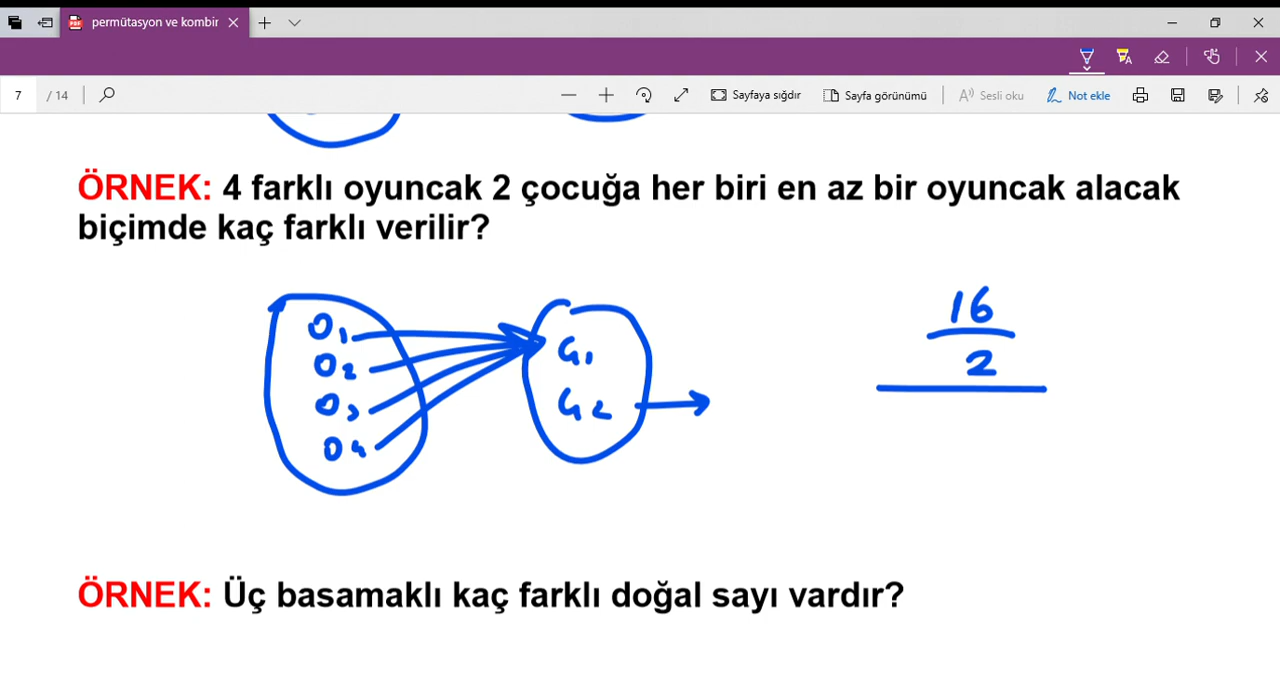 permütasyon ve kombir
7 / 14
Sayfaya sığdır
Sayfa görünümü
A Sesli oku
Not ekle
ÖRNEK: 4 farklı oyuncak 2 çocuğa her biri en az bir oyuncak alacak
biçimde kaç farklı verilir?
16
2
O1
O2
O3
O4
Ç1
Ç2
ÖRNEK: Üç basamaklı kaç farklı doğal sayı vardır?